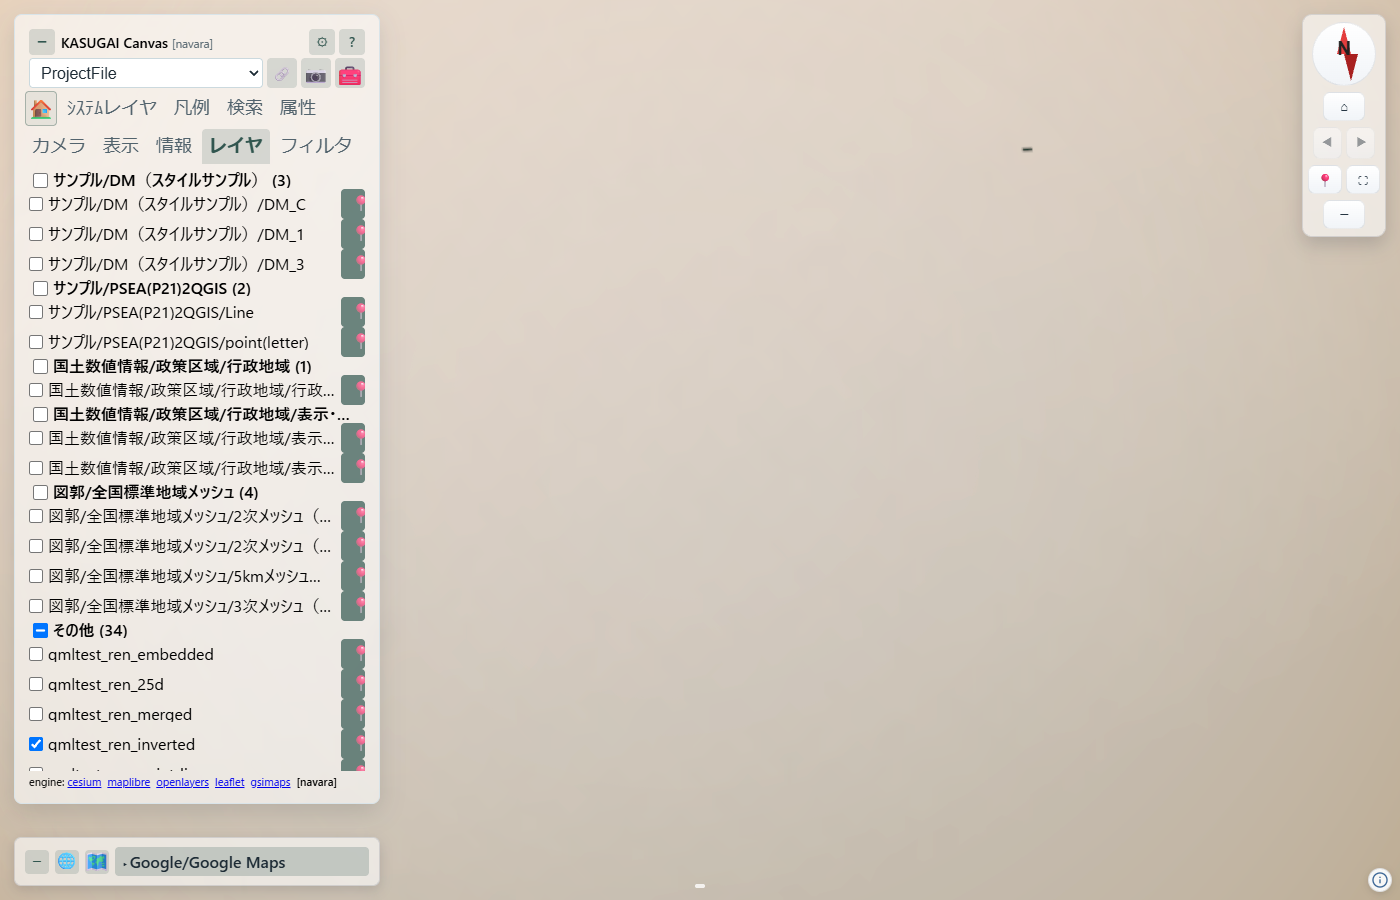 − KASUGAI Canvas [navara] ⚙ ?
ProjectFile
ｼｽﾃﾑレイヤ 凡例 検索 属性
カメラ 表示 情報 レイヤ フィルタ
サンプル/DM（スタイルサンプル） (3)
サンプル/DM（スタイルサンプル）/DM_C
サンプル/DM（スタイルサンプル）/DM_1
サンプル/DM（スタイルサンプル）/DM_3
サンプル/PSEA(P21)2QGIS (2)
サンプル/PSEA(P21)2QGIS/Line
サンプル/PSEA(P21)2QGIS/point(letter)
国土数値情報/政策区域/行政地域 (1)
国土数値情報/政策区域/行政地域/行政...
国土数値情報/政策区域/行政地域/表示・...
国土数値情報/政策区域/行政地域/表示...
国土数値情報/政策区域/行政地域/表示...
図郭/全国標準地域メッシュ (4)
図郭/全国標準地域メッシュ/2次メッシュ（...
図郭/全国標準地域メッシュ/2次メッシュ（...
図郭/全国標準地域メッシュ/5kmメッシュ...
図郭/全国標準地域メッシュ/3次メッシュ（...
その他 (34)
qmltest_ren_embedded
qmltest_ren_25d
qmltest_ren_merged
qmltest_ren_inverted
engine: cesium maplibre openlayers leaflet gsimaps [navara]
− Google/Google Maps
N